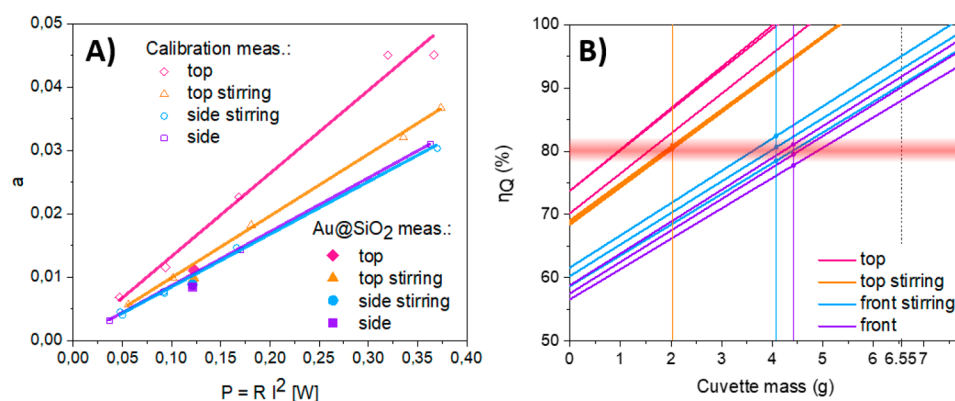 A)
a
0,05
0,04
0,03
0,02
0,01
0,00
0,00 0,05 0,10 0,15 0,20 0,25 0,30 0,35 0,40
P = R I² [W]
Calibration meas.:
top
top stirring
side stirring
side
Au@SiO₂ meas.:
top
top stirring
side stirring
side
B)
ηQ (%)
100
90
80
70
60
50
0 1 2 3 4 5 6 6.55 7
Cuvette mass (g)
top
top stirring
front stirring
front